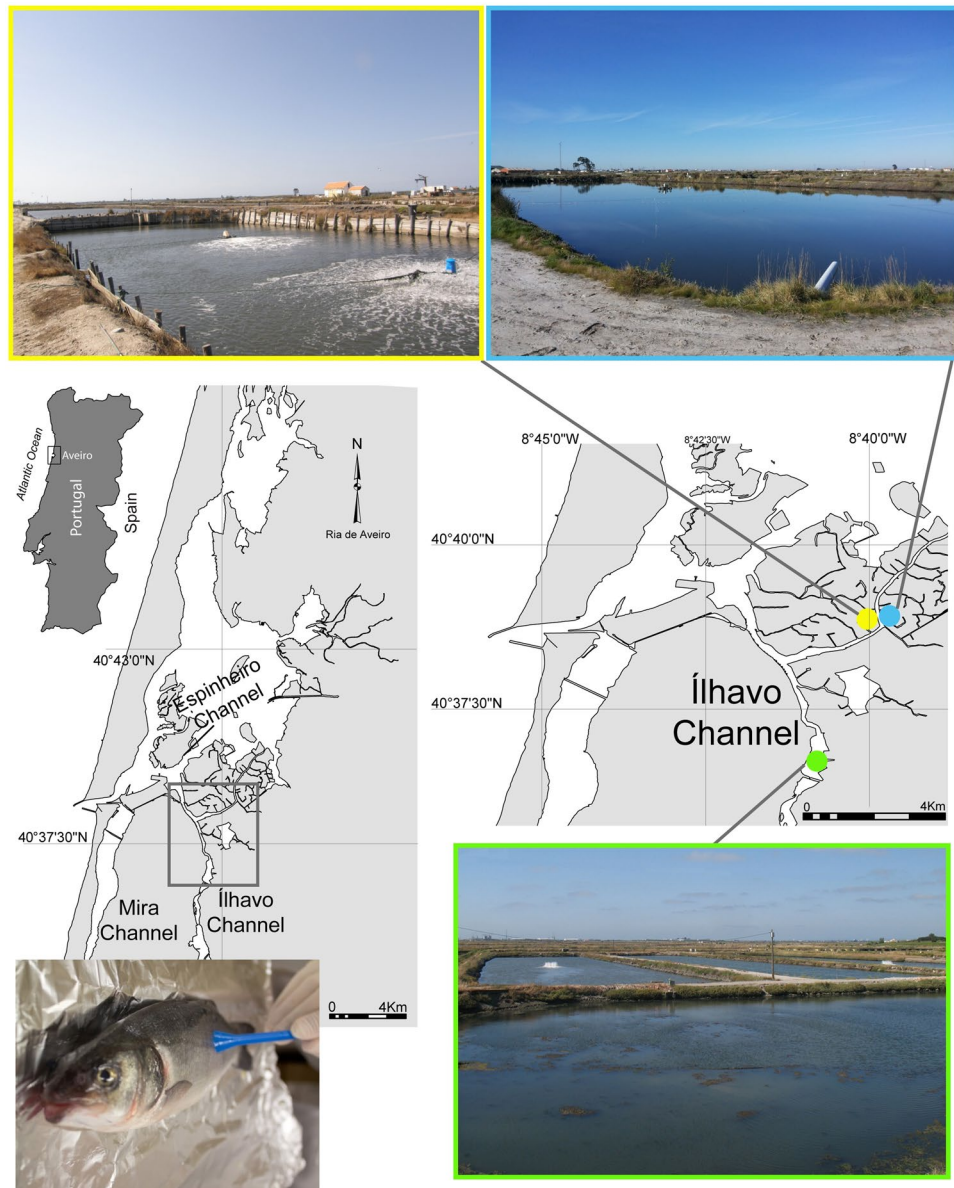 Atlantic Ocean
Aveiro
Portugal
Spain
N
Ria de Aveiro
40°43'0"N
Espinheiro
Channel
40°37'30"N
Mira
Channel
Ílhavo
Channel
0 4Km
8°45'0"W
8°42'30"W
8°40'0"W
40°40'0"N
40°37'30"N
Ílhavo
Channel
0 4Km